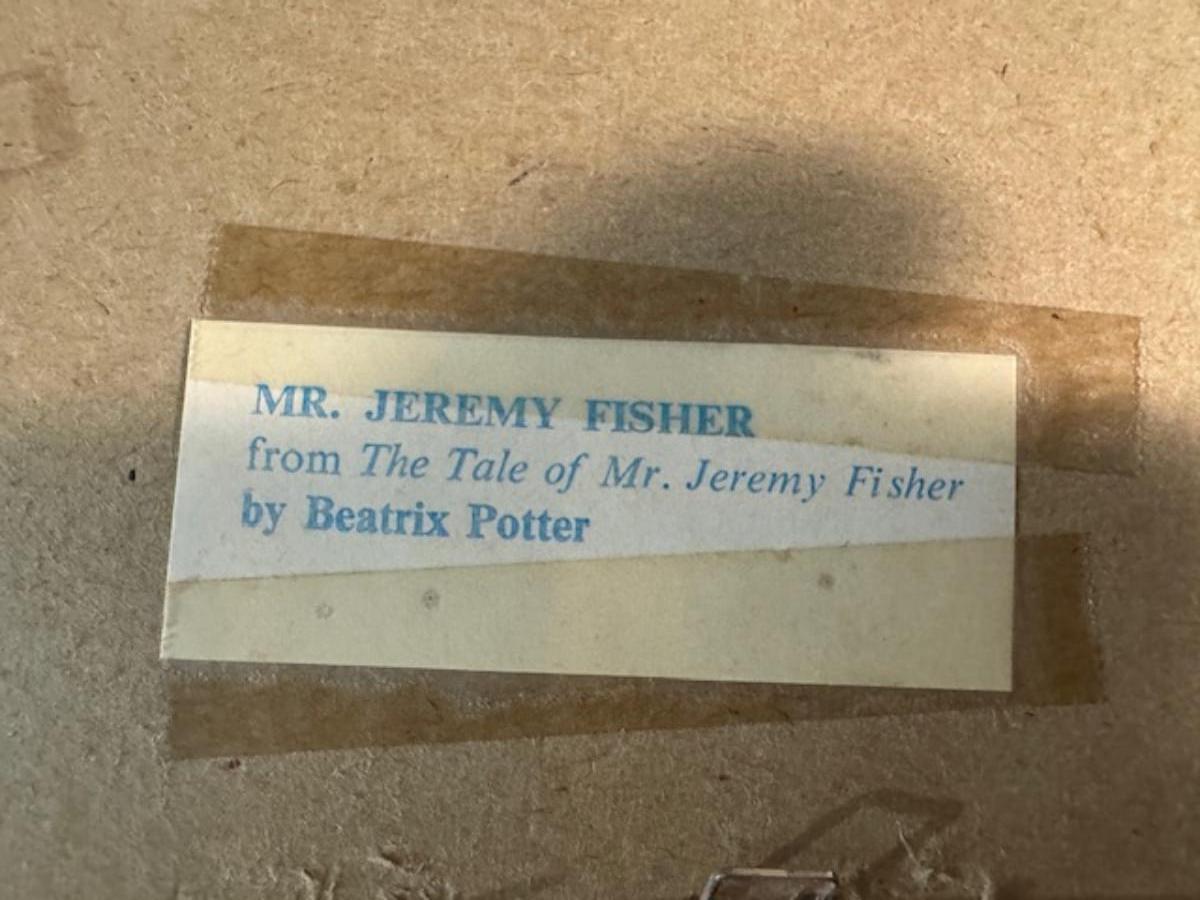 MR. JEREMY FISHER
from The Tale of Mr. Jeremy Fisher
by Beatrix Potter